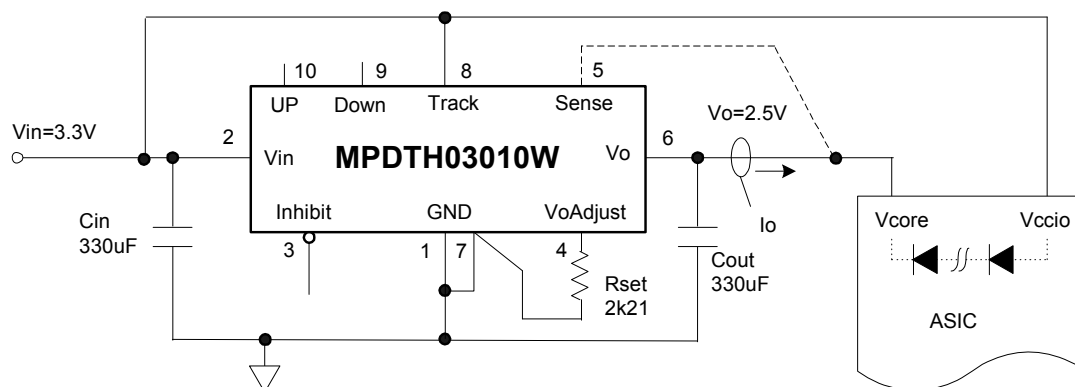 10
9
8
5
UP
Down
Track
Sense
Vin=3.3V
2
Vin
MPDTH03010W
Vo
6
Vo=2.5V
Inhibit
GND
VoAdjust
3
1
7
4
Cin
330uF
Rset
2k21
Cout
330uF
Io
Vcore
Vccio
ASIC